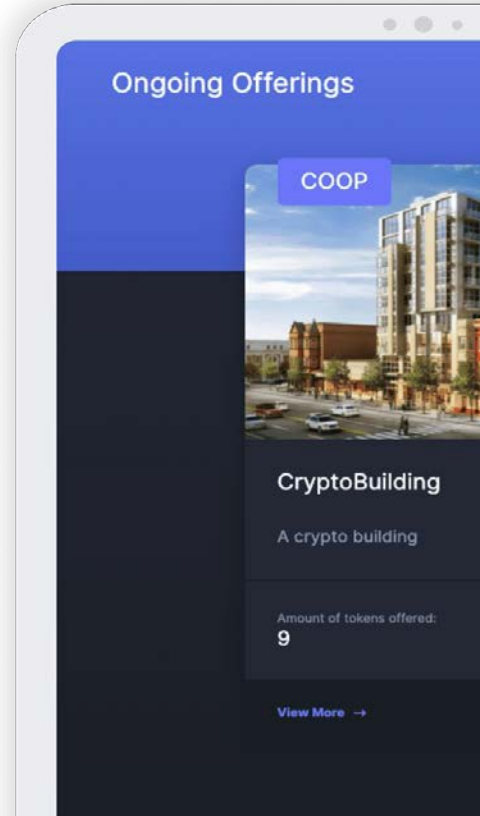 Ongoing Offerings
COOP
CryptoBuilding
A crypto building
Amount of tokens offered:
9
View More →